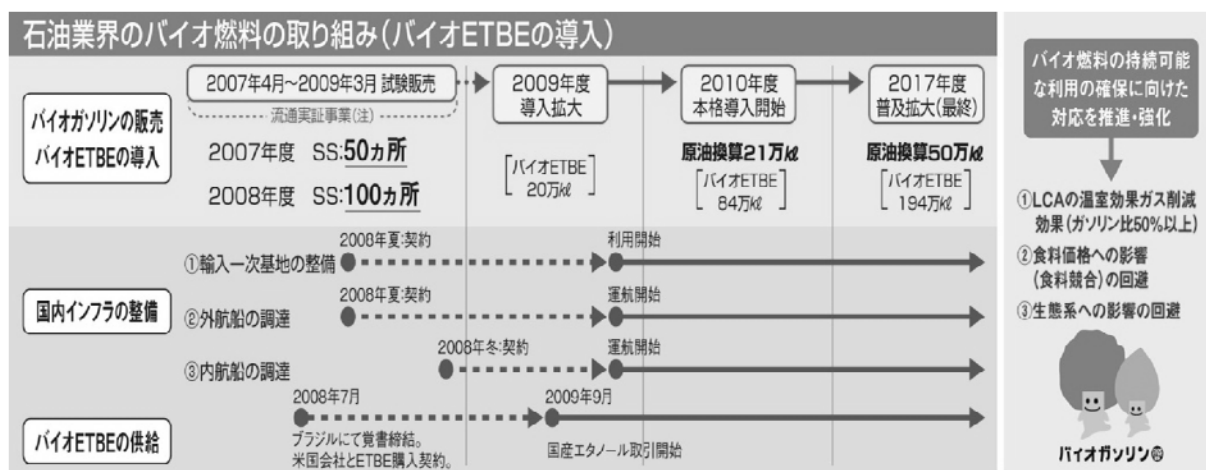 石油業界のバイオ燃料の取り組み(バイオETBEの導入)
バイオガソリンの販売
バイオETBEの導入
2007年4月〜2009年3月 試験販売
流通実証事業(注)
2007年度 SS:50ヵ所
2008年度 SS:100ヵ所
2009年度
導入拡大
バイオETBE
20万㎘
2010年度
本格導入開始
原油換算21万㎘
バイオETBE
84万㎘
2017年度
普及拡大(最終)
原油換算50万㎘
バイオETBE
194万㎘
国内インフラの整備
①輸入一次基地の整備
2008年夏:契約
利用開始
②外航船の調達
2008年夏:契約
運航開始
③内航船の調達
2008年冬:契約
運航開始
バイオETBEの供給
2008年7月
ブラジルにて覚書締結。
米国会社とETBE購入契約。
2009年9月
国産エタノール取引開始
バイオ燃料の持続可能
な利用の確保に向けた
対応を推進・強化
①LCAの温室効果ガス削減
効果(ガソリン比50%以上)
②食料価格への影響
(食料競合)の回避
③生態系への影響の回避
バイオガソリン